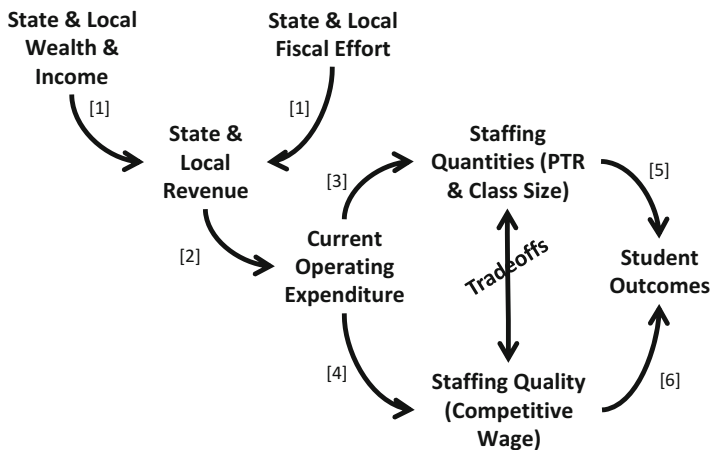 State & Local
Wealth &
Income
State & Local
Fiscal Effort
[1]
[1]
State &
Local
Revenue
Staffing
Quantities (PTR
& Class Size)
[5]
[3]
[2]
Current
Operating
Expenditure
Tradeoffs
Student
Outcomes
[4]
Staffing Quality
(Competitive
Wage)
[6]